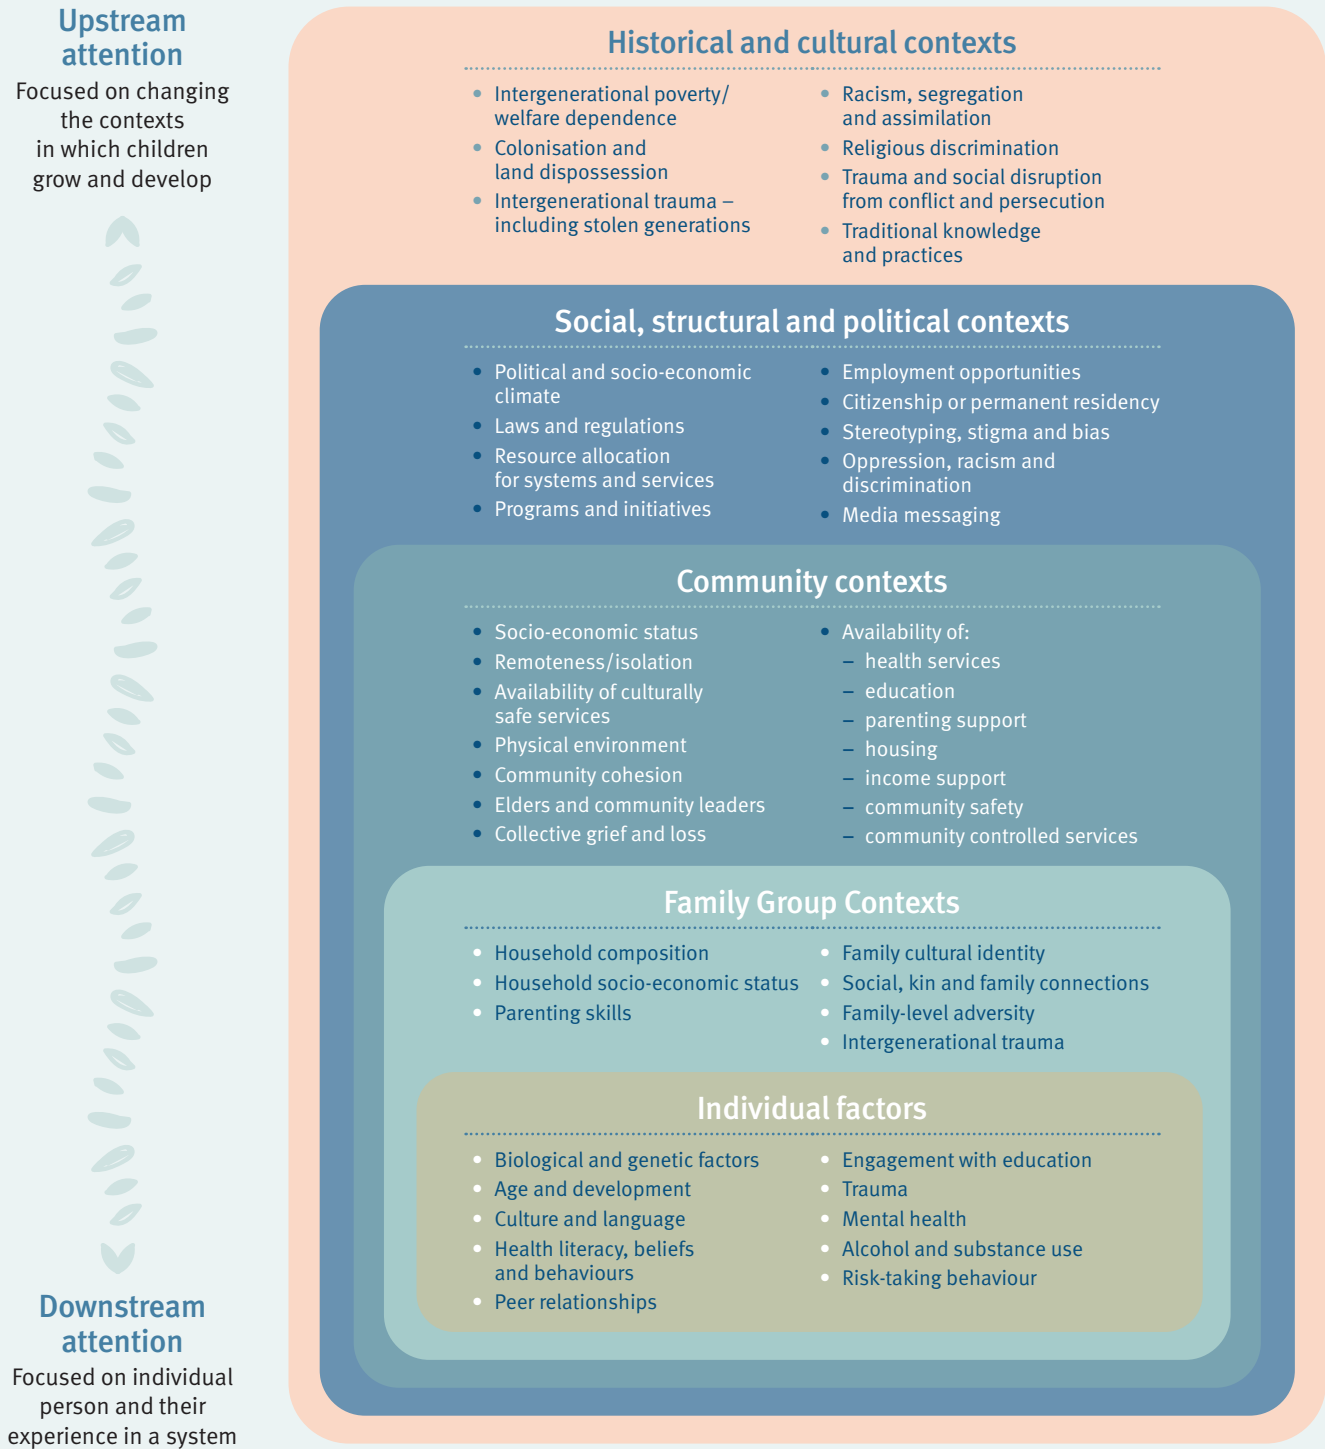 Upstream
attention
Focused on changing
the contexts
in which children
grow and develop
Downstream
attention
Focused on individual
person and their
experience in a system
Historical and cultural contexts
• Intergenerational poverty/
welfare dependence
• Colonisation and
land dispossession
• Intergenerational trauma –
including stolen generations
• Racism, segregation
and assimilation
• Religious discrimination
• Trauma and social disruption
from conflict and persecution
• Traditional knowledge
and practices
Social, structural and political contexts
• Political and socio-economic
climate
• Laws and regulations
• Resource allocation
for systems and services
• Programs and initiatives
• Employment opportunities
• Citizenship or permanent residency
• Stereotyping, stigma and bias
• Oppression, racism and
discrimination
• Media messaging
Community contexts
• Socio-economic status
• Remoteness/isolation
• Availability of culturally
safe services
• Physical environment
• Community cohesion
• Elders and community leaders
• Collective grief and loss
• Availability of:
– health services
– education
– parenting support
– housing
– income support
– community safety
– community controlled services
Family Group Contexts
• Household composition
• Household socio-economic status
• Parenting skills
• Family cultural identity
• Social, kin and family connections
• Family-level adversity
• Intergenerational trauma
Individual factors
• Biological and genetic factors
• Age and development
• Culture and language
• Health literacy, beliefs
and behaviours
• Peer relationships
• Engagement with education
• Trauma
• Mental health
• Alcohol and substance use
• Risk-taking behaviour